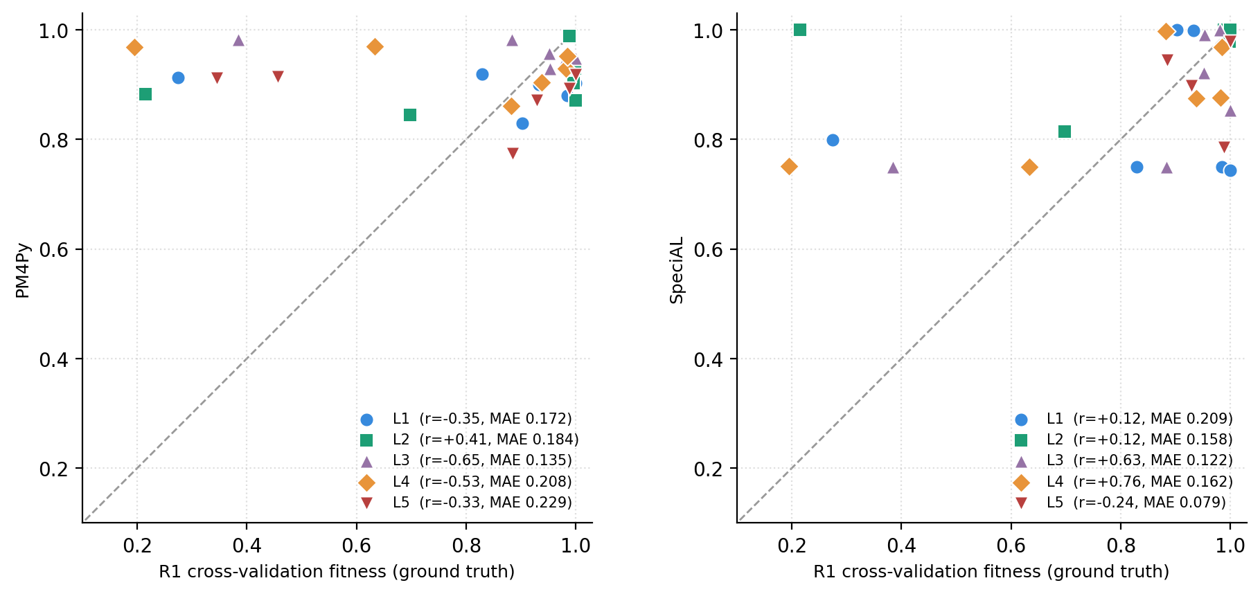 1.0
0.8
0.6
0.4
0.2
PM4Py
L1 (r=-0.35, MAE 0.172)
L2 (r=+0.41, MAE 0.184)
L3 (r=-0.65, MAE 0.135)
L4 (r=-0.53, MAE 0.208)
L5 (r=-0.33, MAE 0.229)
0.2 0.4 0.6 0.8 1.0
R1 cross-validation fitness (ground truth)
1.0
0.8
0.6
0.4
0.2
SpeciAL
L1 (r=+0.12, MAE 0.209)
L2 (r=+0.12, MAE 0.158)
L3 (r=+0.63, MAE 0.122)
L4 (r=+0.76, MAE 0.162)
L5 (r=-0.24, MAE 0.079)
0.2 0.4 0.6 0.8 1.0
R1 cross-validation fitness (ground truth)